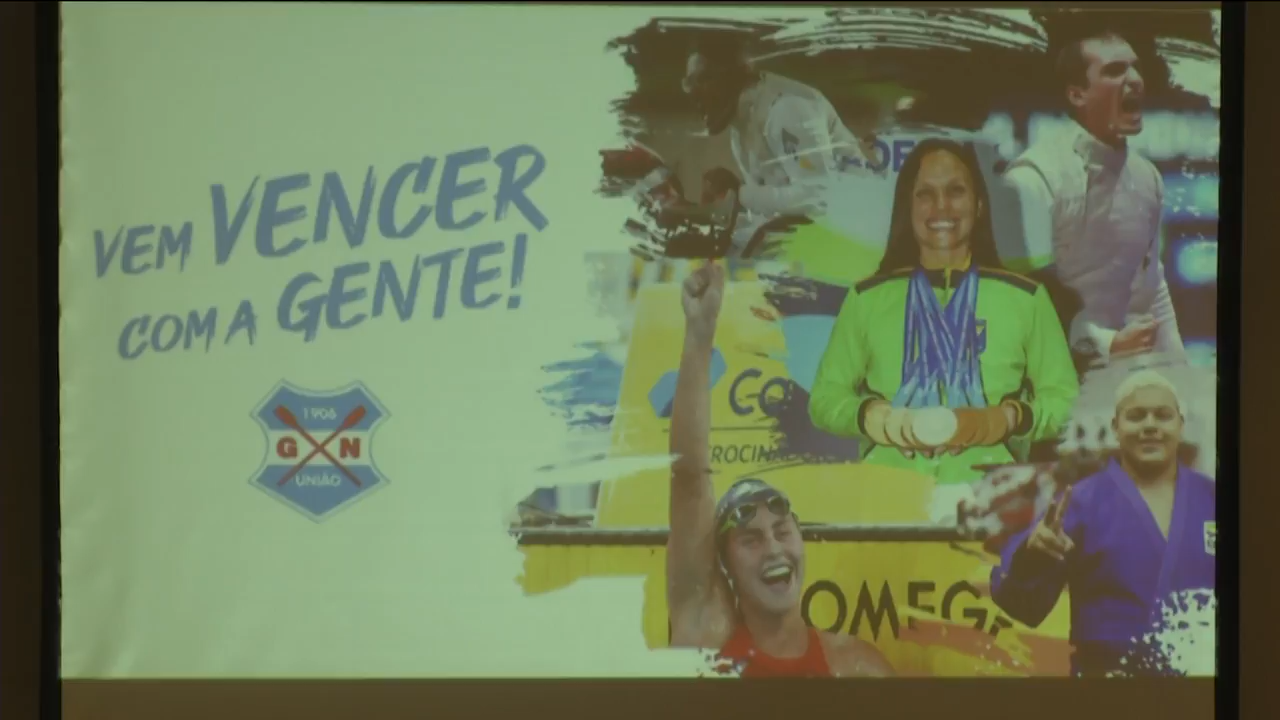 VEM VENCER
COM A GENTE!
1906
G N
UNIÃO
OMEGA